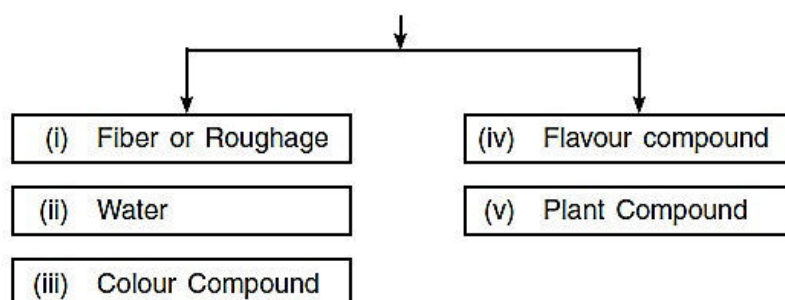 (i) Fiber or Roughage
(ii) Water
(iii) Colour Compound
(iv) Flavour compound
(v) Plant Compound